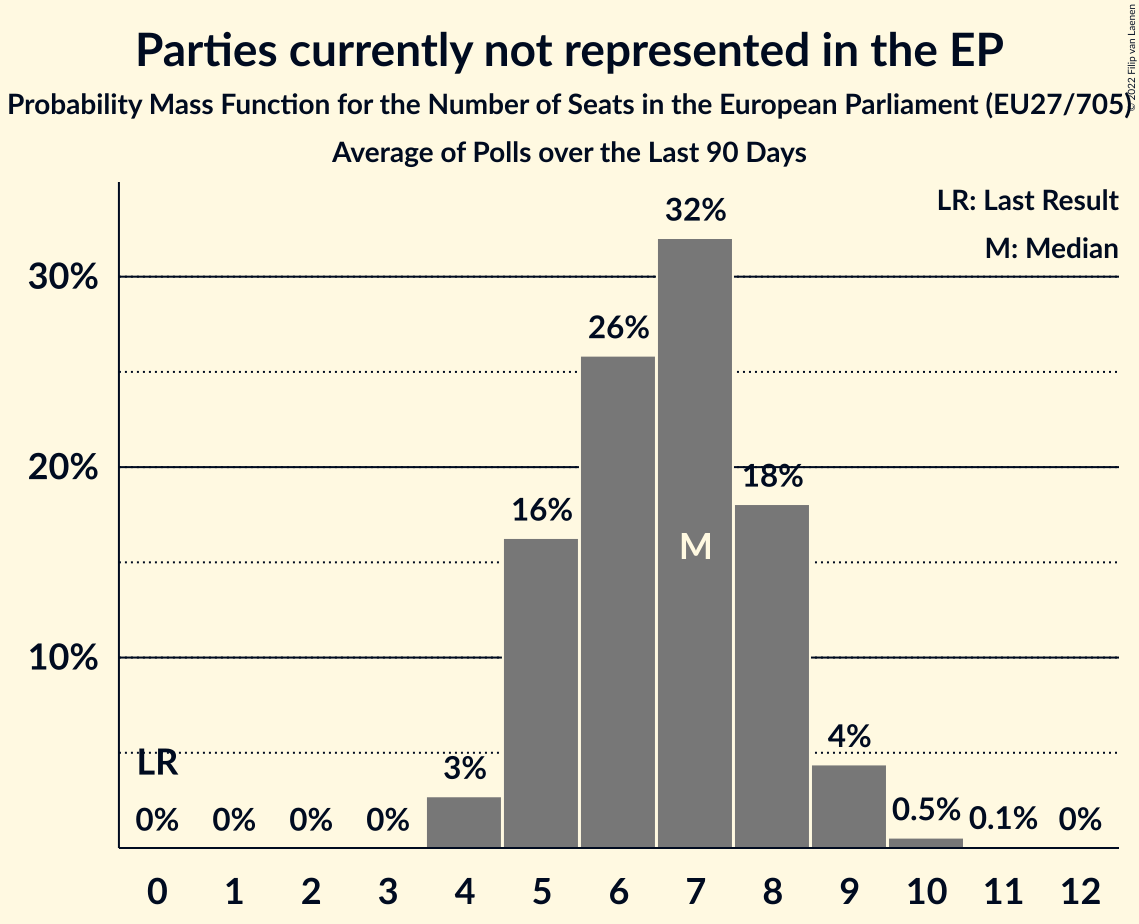 Parties currently not represented in the EP
Probability Mass Function for the Number of Seats in the European Parliament (EU27/705)
Average of Polls over the Last 90 Days
© 2022 Filip van Laenen
LR: Last Result
M: Median
30%
20%
10%
LR
0%
0%
0%
0%
3%
16%
26%
32%
M
18%
4%
0.5%
0.1%
0%
0 1 2 3 4 5 6 7 8 9 10 11 12